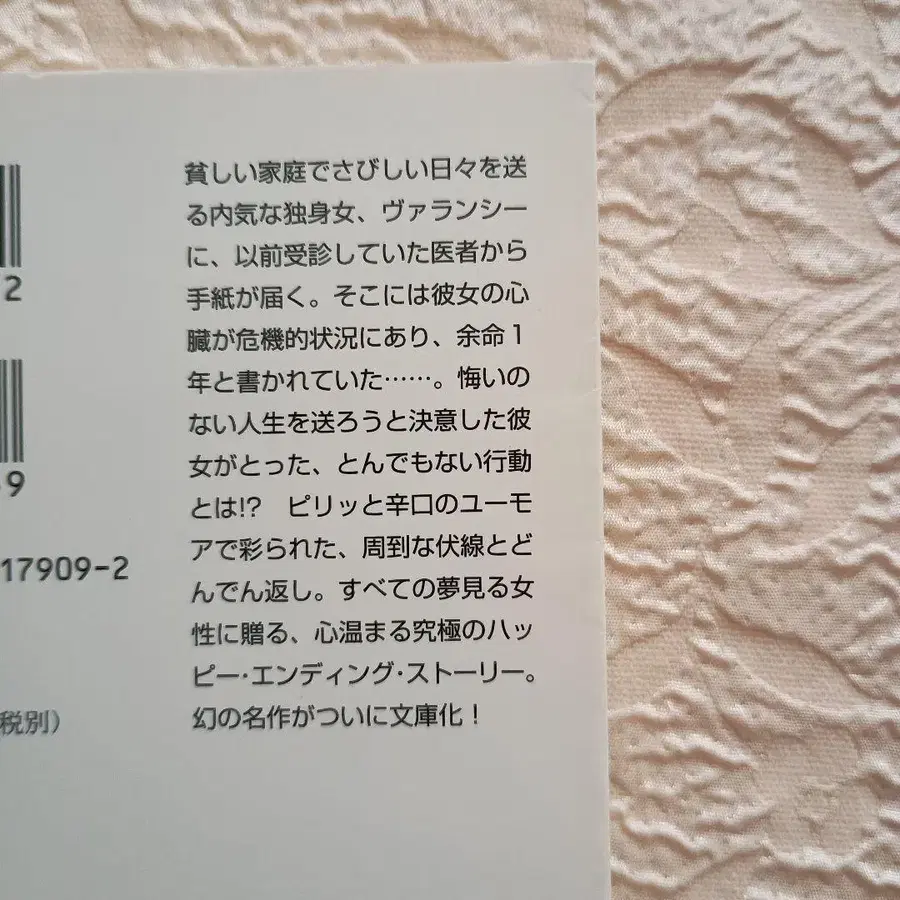 2
9
17909-2
税別)
貧しい家庭でさびしい日々を送
る内気な独身女、ヴァランシー
に、以前受診していた医者から
手紙が届く。そこには彼女の心
臓が危機的状況にあり、余命1
年と書かれていた……。悔いの
ない人生を送ろうと決意した彼
女がとった、とんでもない行動
とは!?　ピリッと辛口のユーモ
アで彩られた、周到な伏線とど
んでん返し。すべての夢見る女
性に贈る、心温まる究極のハッ
ピー・エンディング・ストーリー。
幻の名作がついに文庫化！